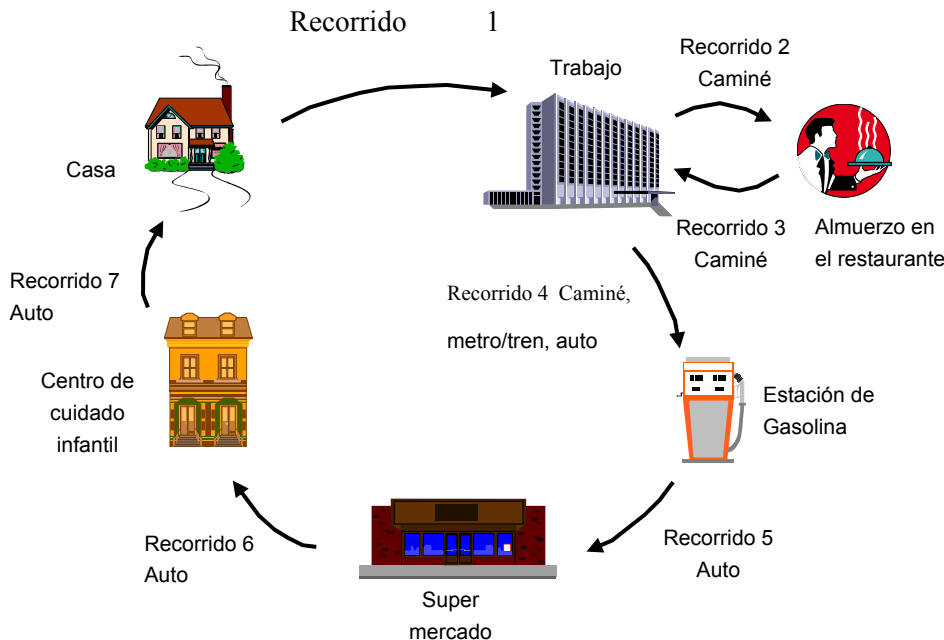 Recorrido 1
Trabajo
Recorrido 2
Caminé
Casa
Recorrido 3
Caminé
Almuerzo en
el restaurante
Recorrido 4 Caminé,
metro/tren, auto
Recorrido 7
Auto
Centro de
cuidado
infantil
Estación de
Gasolina
Recorrido 6
Auto
Recorrido 5
Auto
Super
mercado